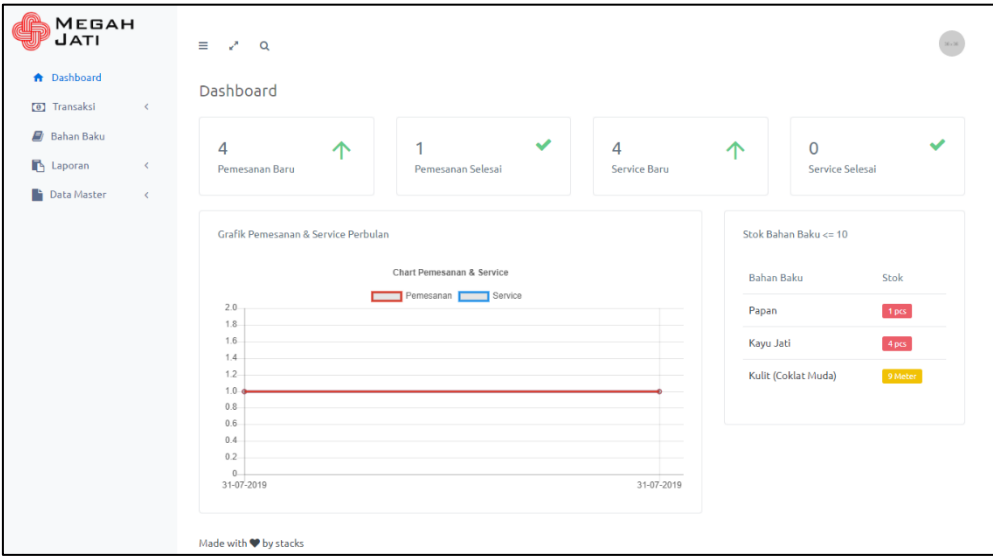 MEGAH
JATI
Dashboard
Transaksi
Bahan Baku
Laporan
Data Master
Dashboard
4
Pemesanan Baru
1
Pemesanan Selesai
4
Service Baru
0
Service Selesai
Grafik Pemesanan & Service Perbulan
Chart Pemesanan & Service
Pemesanan Service
2.0
1.8
1.6
1.4
1.2
1.0
0.8
0.6
0.4
0.2
0
31-07-2019 31-07-2019
Stok Bahan Baku <= 10
Bahan Baku Stok
Papan 1 pcs
Kayu Jati 4 pcs
Kulit (Coklat Muda) 9 Meter
Made with ♥ by stacks